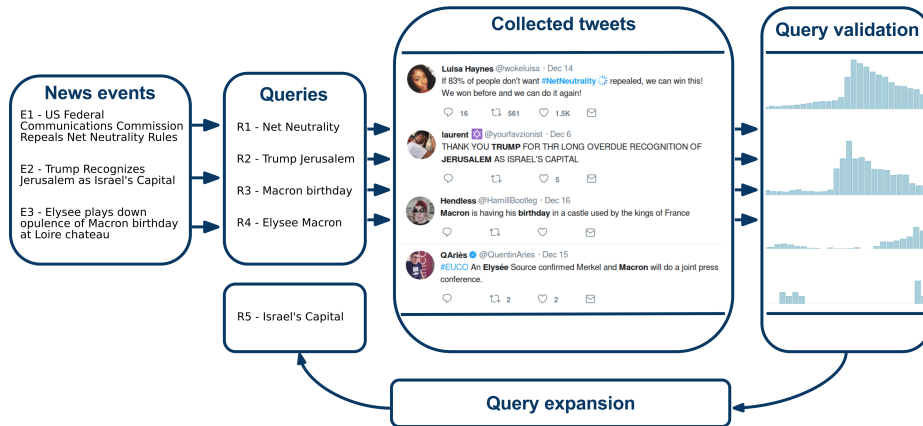 News events
E1 - US Federal
Communications Commission
Repeals Net Neutrality Rules
E2 - Trump Recognizes
Jerusalem as Israel's Capital
E3 - Elysee plays down
opulence of Macron birthday
at Loire chateau
Queries
R1 - Net Neutrality
R2 - Trump Jerusalem
R3 - Macron birthday
R4 - Elysee Macron
R5 - Israel's Capital
Collected tweets
Luisa Haynes @wokeluisa · Dec 14
If 83% of people don't want #NetNeutrality repealed, we can win this!
We won before and we can do it again!
16 561 1.5K
laurent @yourfavzionist · Dec 6
THANK YOU TRUMP FOR THR LONG OVERDUE RECOGNITION OF
JERUSALEM AS ISRAEL'S CAPITAL
5
Hendless @HamillBootleg · Dec 16
Macron is having his birthday in a castle used by the kings of France
QAriès @QuentinAries · Dec 15
#EUCO An Elysée Source confirmed Merkel and Macron will do a joint press
conference.
2 2
Query validation
Query expansion